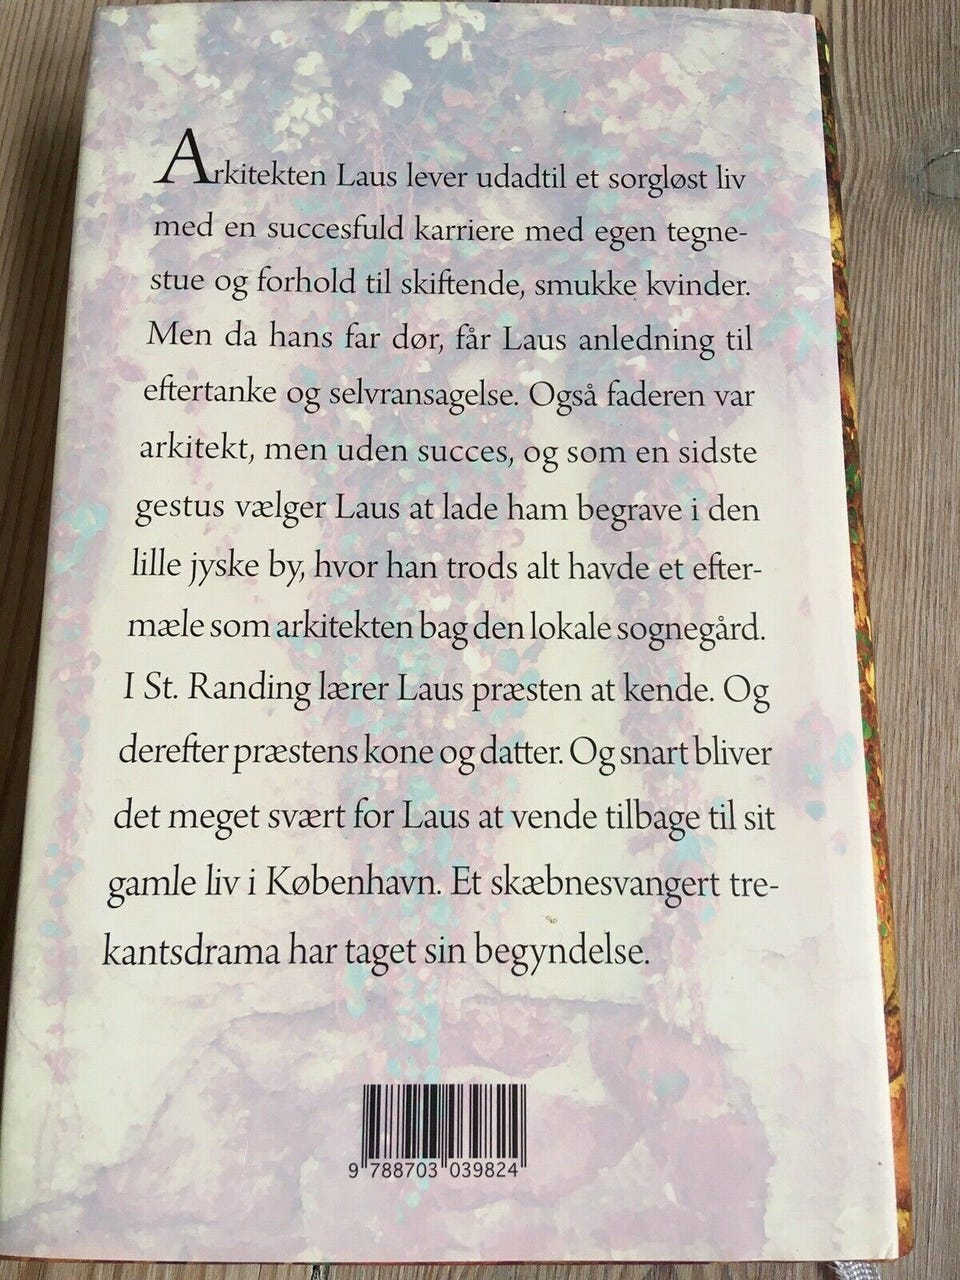 Arkitekten Laus lever udadtil et sorgløst liv
med en succesfuld karriere med egen tegne-
stue og forhold til skiftende, smukke kvinder.
Men da hans far dør, får Laus anledning til
eftertanke og selvransagelse. Også faderen var
arkitekt, men uden succes, og som en sidste
gestus vælger Laus at lade ham begrave i den
lille jyske by, hvor han trods alt havde et efter-
mæle som arkitekten bag den lokale sognegård.
I St. Randing lærer Laus præsten at kende. Og
derefter præstens kone og datter. Og snart bliver
det meget svært for Laus at vende tilbage til sit
gamle liv i København. Et skæbnesvangert tre-
kantsdrama har taget sin begyndelse.
9 788703 039824